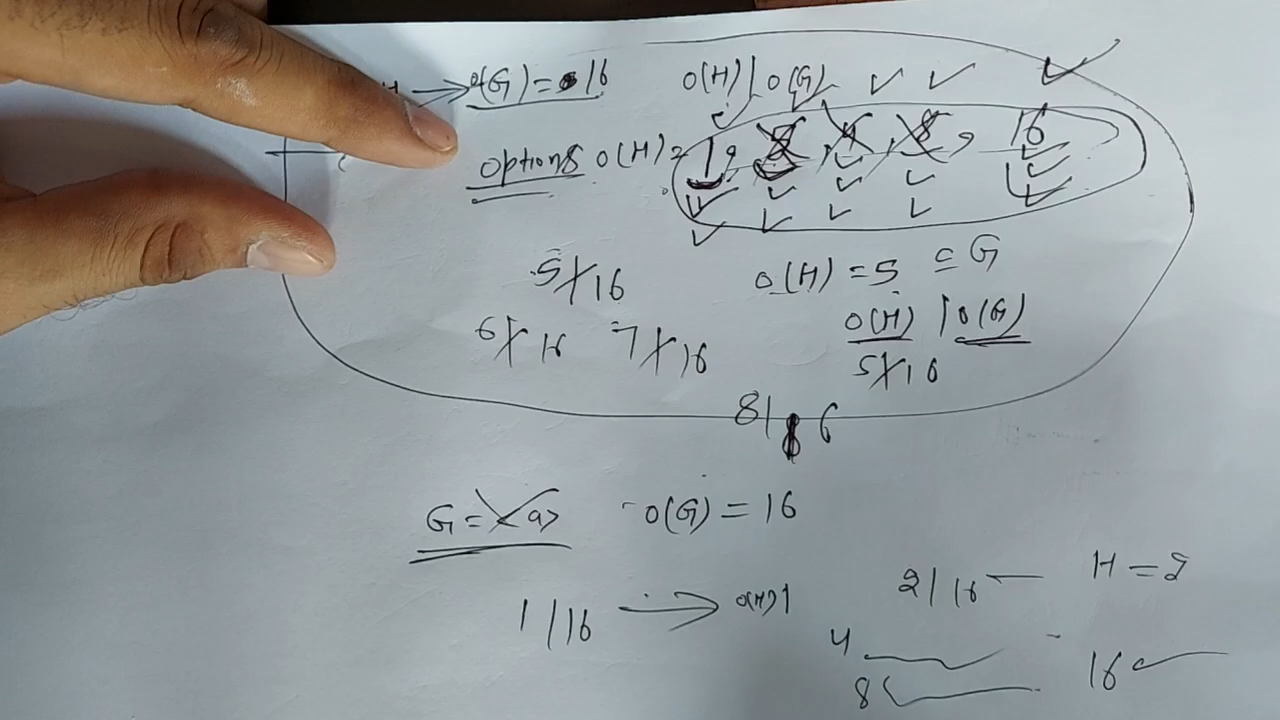 H → o(G) = 16 o(H) | o(G)
options o(H) = 1, 2, 4, 8, 16
5∤16 o(H) = 5 ⊆ G
6∤16 7∤16 o(H) | o(G)
5∤16
8|16
G = <a> o(G) = 16
1/16 → o(H) 1 2/16 H = 2
4 16
8